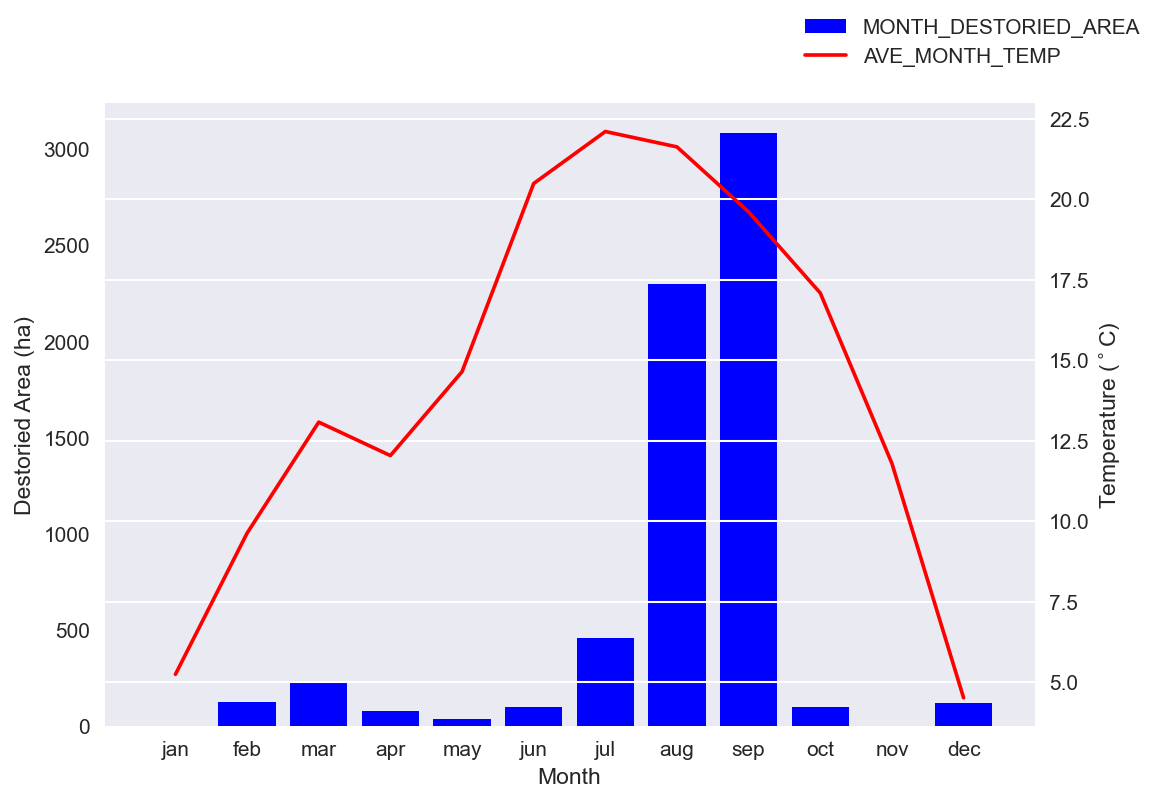 MONTH_DESTORIED_AREA
AVE_MONTH_TEMP
3000
2500
2000
1500
1000
500
0
Destoried Area (ha)
22.5
20.0
17.5
15.0
12.5
10.0
7.5
5.0
Temperature (°C)
jan feb mar apr may jun jul aug sep oct nov dec
Month